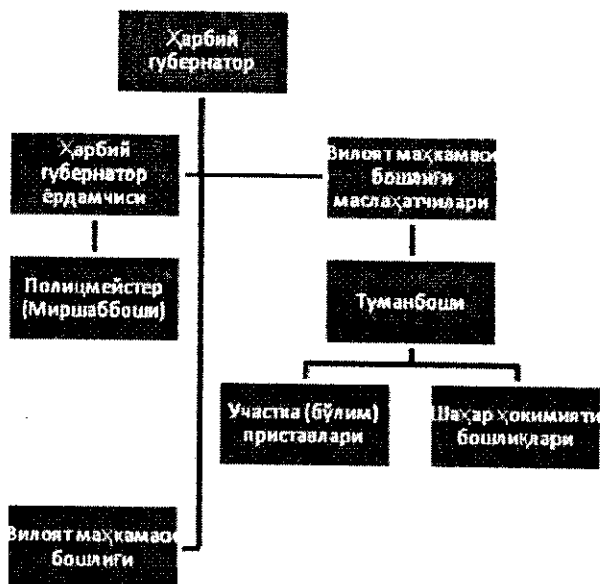 Ҳарбий
губернатор
Ҳарбий
губернатор
ёрдамчиси
Вилоят маҳкамаси
бошлиғи
маслаҳатчилари
Полицмейстер
(Миршаббоши)
Туманбоши
Участка (бўлим)
приставлари
Шаҳар ҳокимияти
бошлиқлари
Вилоят маҳкамаси
бошлиғи